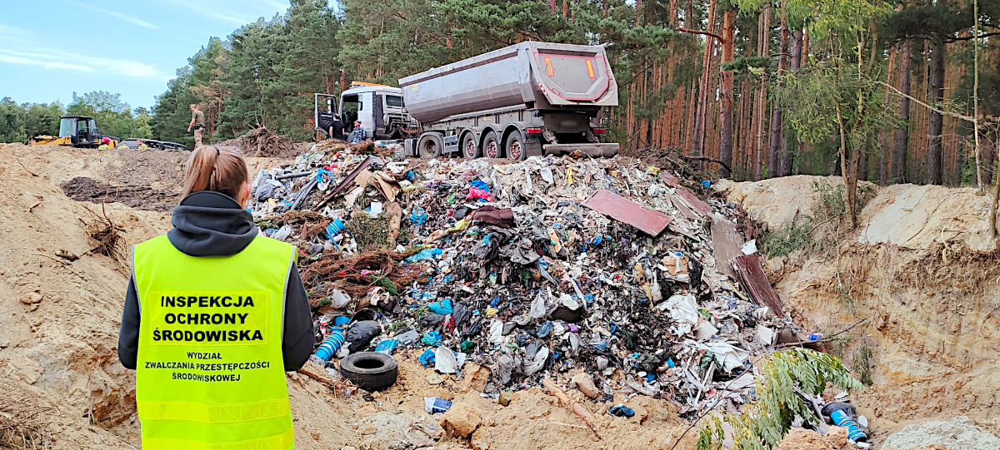 INSPEKCJA
OCHRONY
ŚRODOWISKA
WYDZIAŁ
ZWALCZANIA PRZESTĘPCZOŚCI
ŚRODOWISKOWEJ